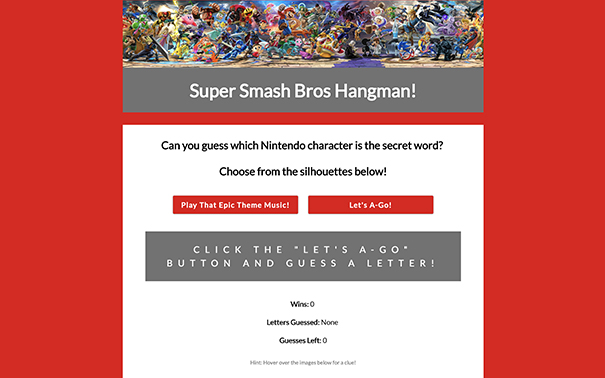 Super Smash Bros Hangman!
Can you guess which Nintendo character is the secret word?
Choose from the silhouettes below!
Play That Epic Theme Music!
Let's A-Go!
CLICK THE "LET'S A-GO"
BUTTON AND GUESS A LETTER!
Wins: 0
Letters Guessed: None
Guesses Left: 0
Hint: Hover over the images below for a clue!